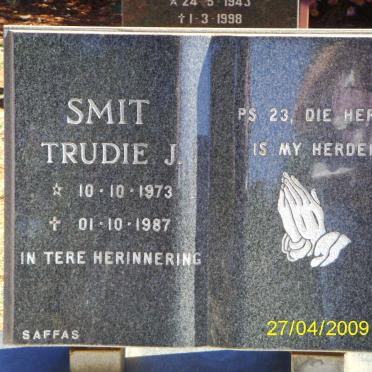 ☆ 24·5·1943
✝ 1·3·1998
SMIT
TRUDIE J.
☆ 10·10·1973
✝ 01·10·1987
IN TERE HERINNERING
SAFFAS
PS 23, DIE HER
IS MY HERDER
27/04/2009